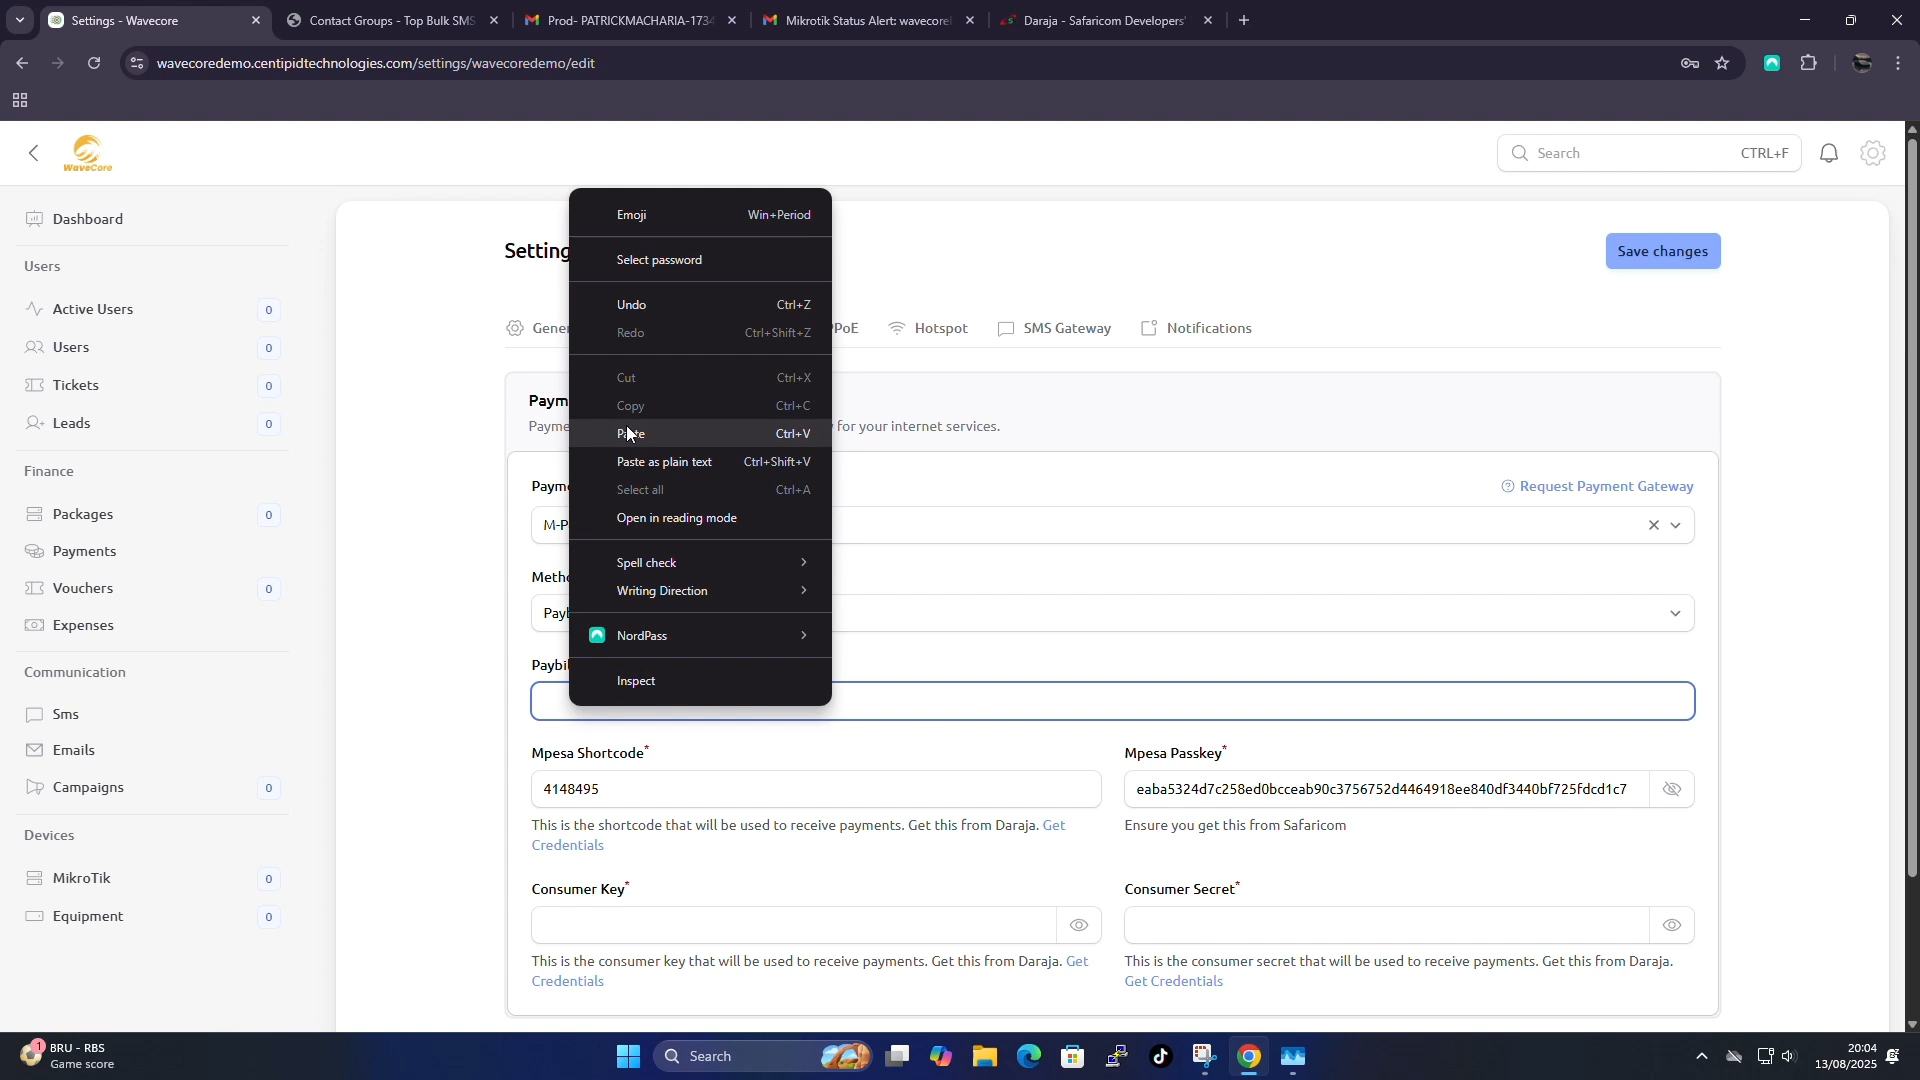 Settings - Wavecore
Contact Groups - Top Bulk SMS
Prod- PATRICKMACHARIA-1734
Mikrotik Status Alert: wavecore
Daraja - Safaricom Developers'
wavecoredemo.centipidtechnologies.com/settings/wavecoredemo/edit
WaveCore
Search CTRL+F
Dashboard
Users
Active Users 0
Users 0
Tickets 0
Leads 0
Finance
Packages 0
Payments
Vouchers 0
Expenses
Communication
Sms
Emails
Campaigns 0
Devices
MikroTik 0
Equipment 0
Setting
Save changes
Gener
PoE
Hotspot
SMS Gateway
Notifications
Paym
Payme
for your internet services.
Payme
Request Payment Gateway
M-P
Metho
Payb
Paybi
Emoji Win+Period
Select password
Undo Ctrl+Z
Redo Ctrl+Shift+Z
Cut Ctrl+X
Copy Ctrl+C
Paste Ctrl+V
Paste as plain text Ctrl+Shift+V
Select all Ctrl+A
Open in reading mode
Spell check
Writing Direction
NordPass
Inspect
Mpesa Shortcode*
4148495
This is the shortcode that will be used to receive payments. Get this from Daraja. Get
Credentials
Mpesa Passkey*
eaba5324d7c258ed0bcceab90c3756752d4464918ee840df3440bf725fdcd1c7
Ensure you get this from Safaricom
Consumer Key*
This is the consumer key that will be used to receive payments. Get this from Daraja. Get
Credentials
Consumer Secret*
This is the consumer secret that will be used to receive payments. Get this from Daraja.
Get Credentials
1
BRU - RBS
Game score
Search
20:04
13/08/2025